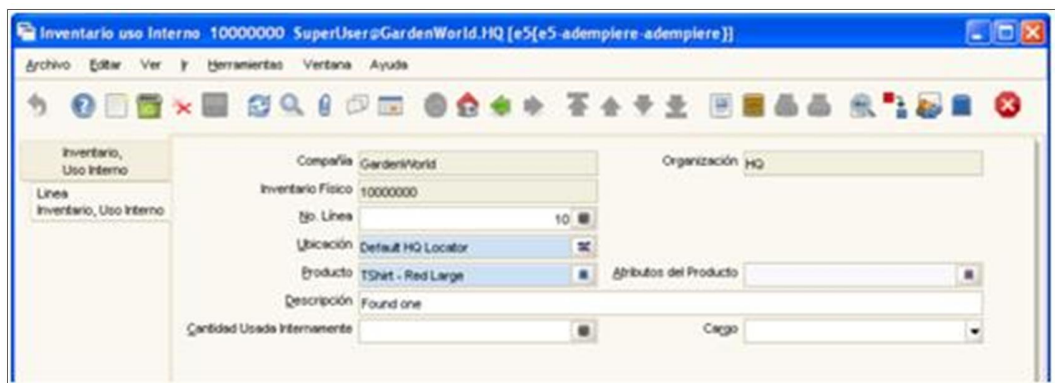 Inventario uso Interno 10000000 SuperUser@GardenWorld.HQ [e5{e5-adempiere-adempiere}]
Archivo Editar Ver Ir Herramientas Ventana Ayuda
Inventario,
Uso Interno
Linea
Inventario, Uso Interno
Compañía GardenWorld Organización HQ
Inventario Físico 10000000
No. Línea 10
Ubicación Default HQ Locator
Producto TShirt - Red Large Atributos del Producto
Descripción Found one
Cantidad Usada Internamente Cargo